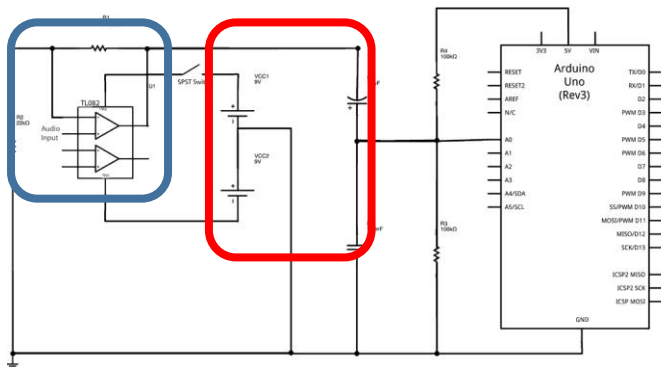 R1
TL082
U1
Audio
Input
R2
VCC1
9V
SPST Swit
VCC2
9V
F
nF
R4
100kΩ
R3
100kΩ
3V3
5V
VIN
Arduino
Uno
(Rev3)
RESET
RESET2
AREF
N/C
A0
A1
A2
A3
A4/SDA
A5/SCL
TX/D0
RX/D1
D2
PWM D3
D4
PWM D5
PWM D6
D7
D8
PWM D9
SS/PWM D10
MOSI/PWM D11
MISO/D12
SCK/D13
ICSP2 MISO
ICSP2 SCK
ICSP MOSI
GND